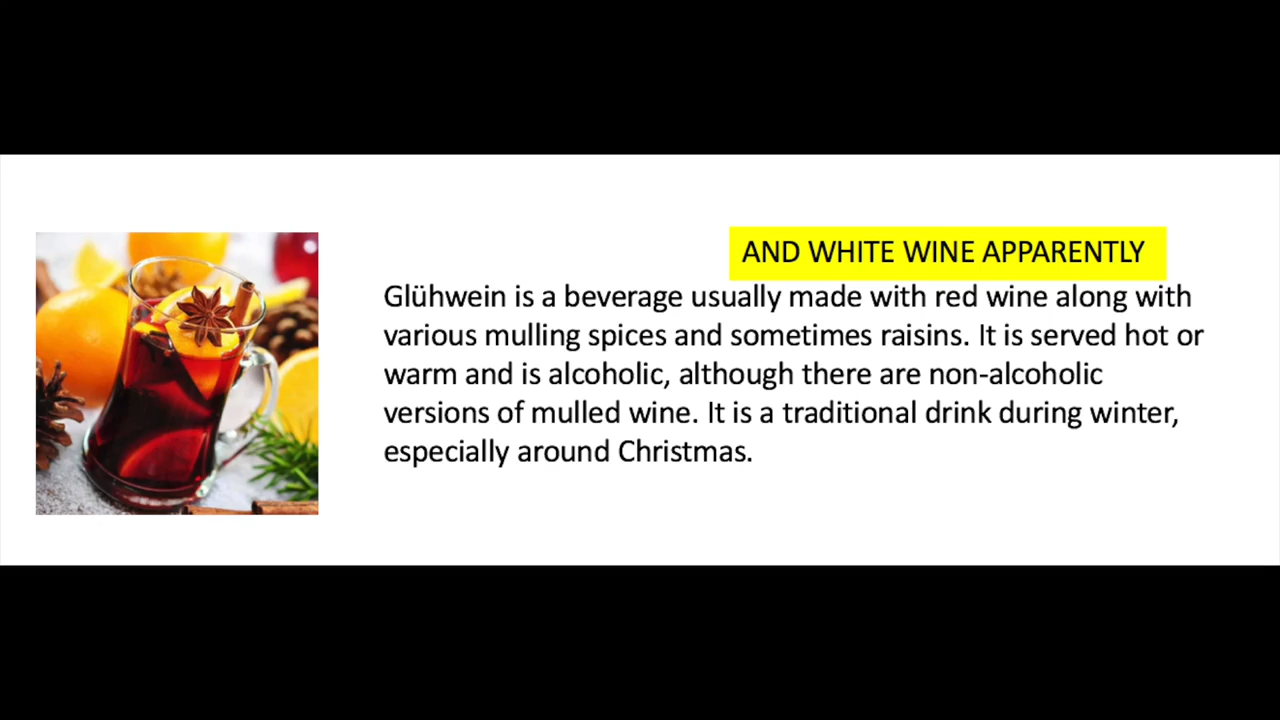 AND WHITE WINE APPARENTLY
Glühwein is a beverage usually made with red wine along with
various mulling spices and sometimes raisins. It is served hot or
warm and is alcoholic, although there are non-alcoholic
versions of mulled wine. It is a traditional drink during winter,
especially around Christmas.